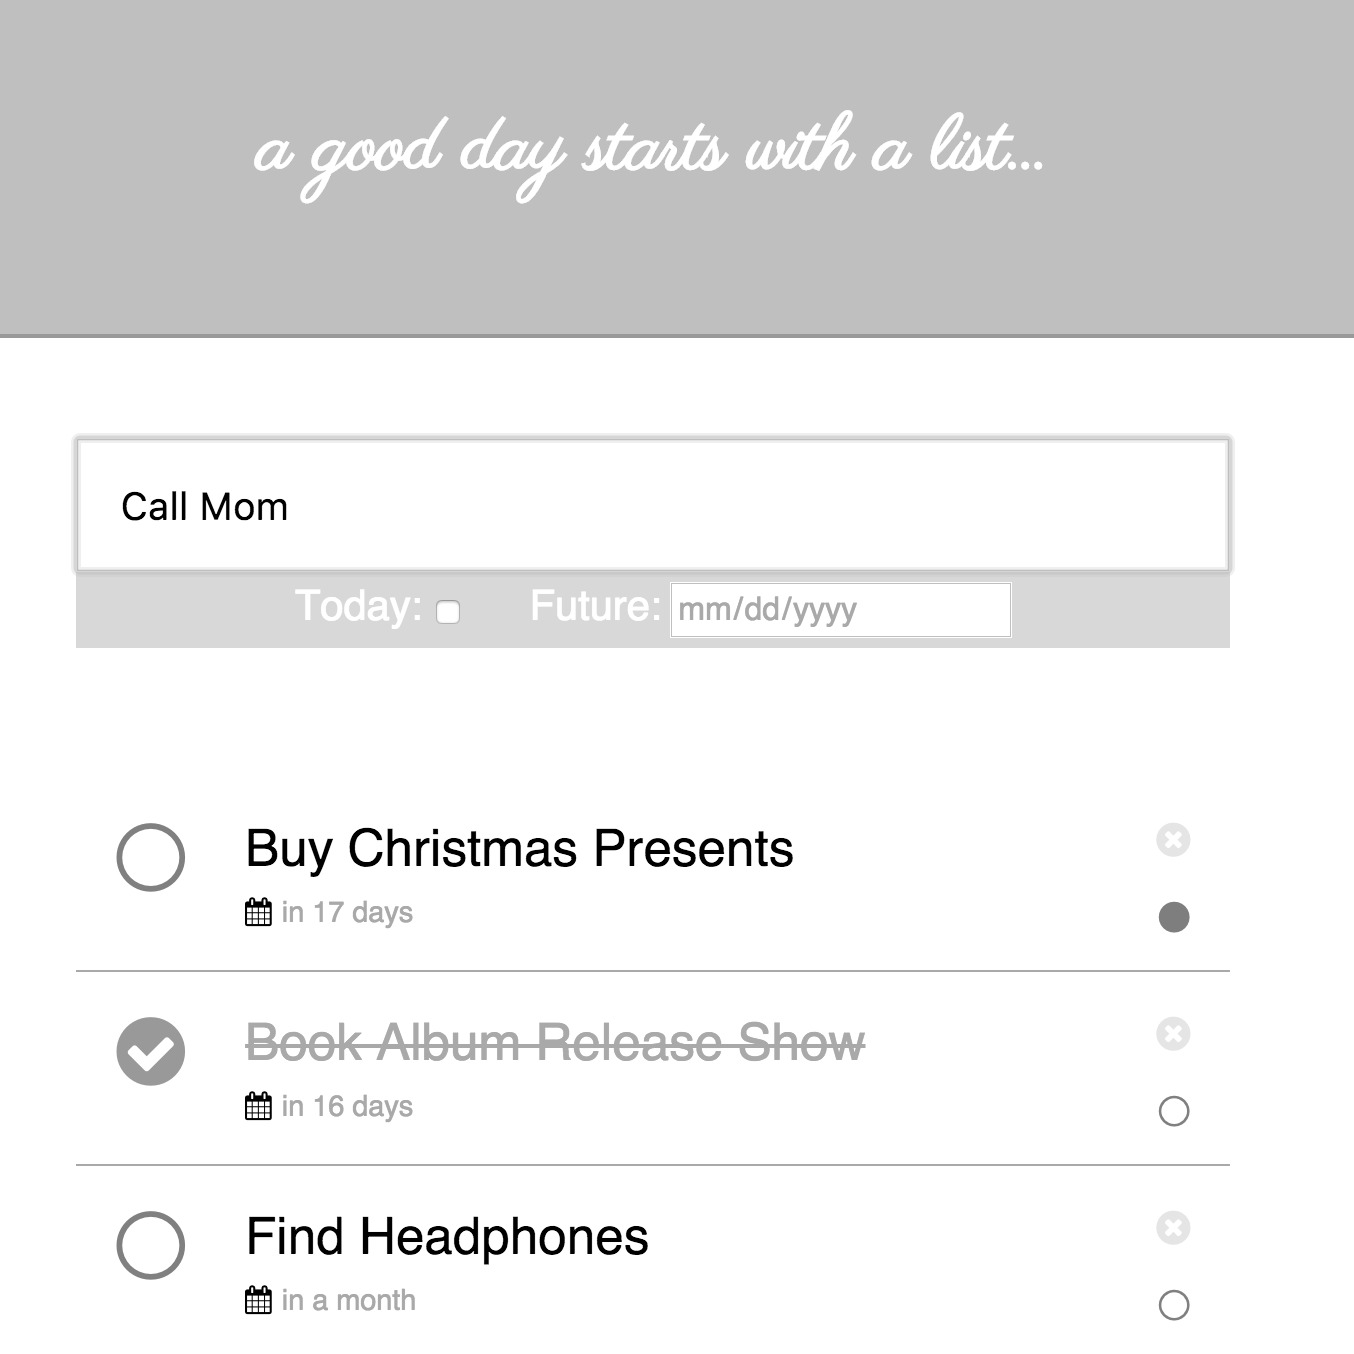 a good day starts with a list...
Call Mom
Today: Future: mm/dd/yyyy
Buy Christmas Presents
in 17 days
Book Album Release Show
in 16 days
Find Headphones
in a month